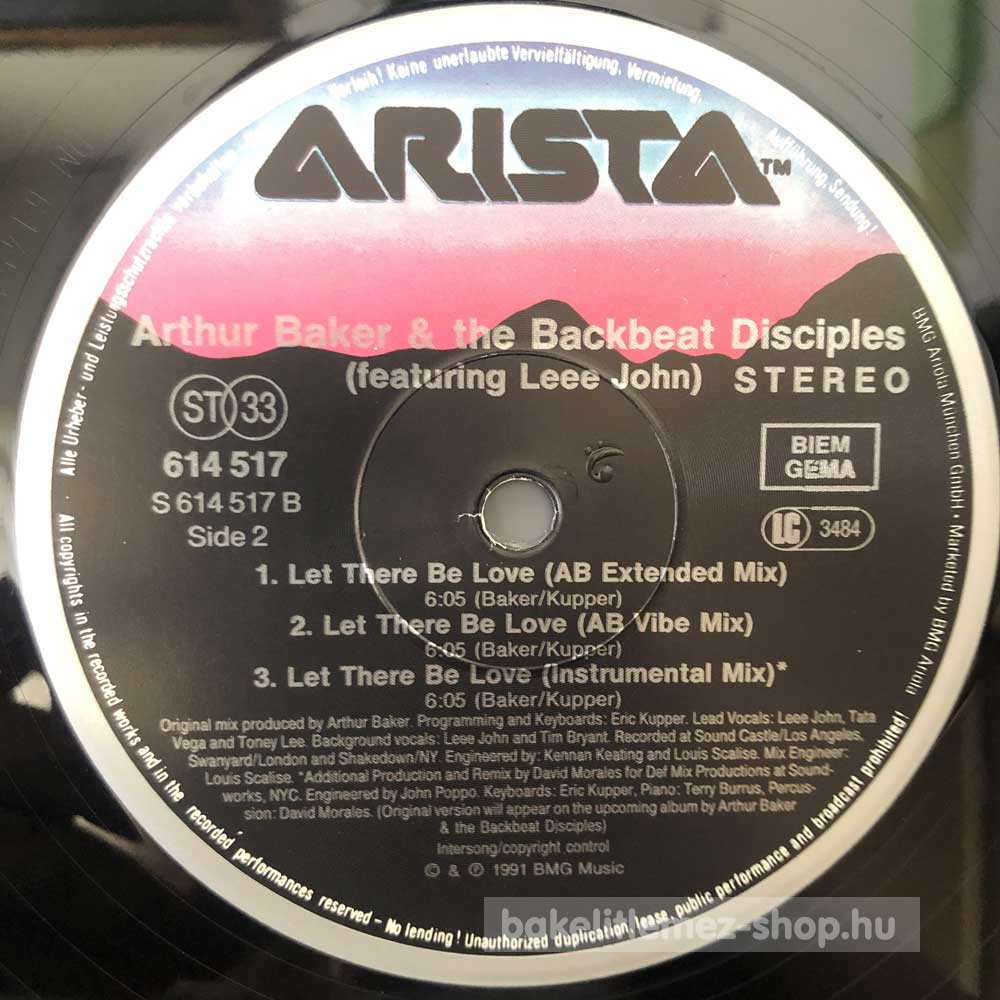 ARISTA™
Arthur Baker & the Backbeat Disciples
(featuring Leee John) STEREO
ST 33
614 517
S 614 517 B
Side 2
BIEM
GEMA
LC 3484
1. Let There Be Love (AB Extended Mix)
6:05 (Baker/Kupper)
2. Let There Be Love (AB Vibe Mix)
6:05 (Baker/Kupper)
3. Let There Be Love (Instrumental Mix)*
6:05 (Baker/Kupper)
Original mix produced by Arthur Baker. Programming and Keyboards: Eric Kupper. Lead Vocals: Leee John, Tata
Vega and Toney Lee. Background vocals: Leee John and Tim Bryant. Recorded at Sound Castle/Los Angeles,
Swanyard/London and Shakedown/NY. Engineered by: Kennan Keating and Louis Scalise. Mix Engineer:
Louis Scalise. *Additional Production and Remix by David Morales for Def Mix Productions at Sound-
works, NYC. Engineered by John Poppo. Keyboards: Eric Kupper, Piano: Terry Burrus, Percus-
sion: David Morales. (Original version will appear on the upcoming album by Arthur Baker
& the Backbeat Disciples)
Intersong/copyright control
© & ℗ 1991 BMG Music
Alle Urheber- und Leistungsschutzrechte vorbehalten. Kein Verleih! Keine unerlaubte Vervielfältigung, Vermietung, Aufführung, Sendung!
BMG Ariola München GmbH · Marketed by BMG Ariola
All copyrights in the recorded works and in the recorded performances reserved – No lending! Unauthorized duplication, lease, public performance and broadcast prohibited!
bakelitlemez-shop.hu